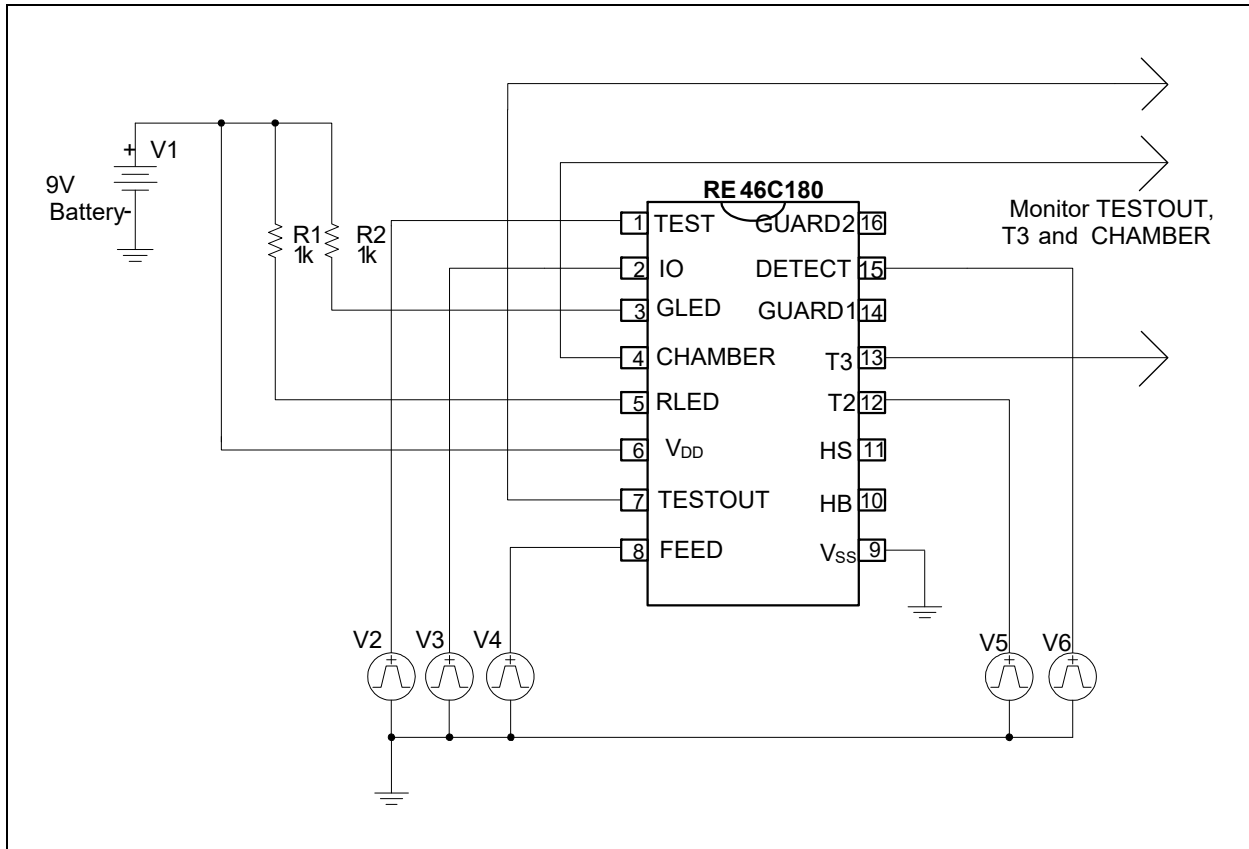 V1
+
9V
Battery-
R1
1k
R2
1k
RE46C180
1 TEST
2 IO
3 GLED
4 CHAMBER
5 RLED
6 VDD
7 TESTOUT
8 FEED
GUARD2 16
DETECT 15
GUARD1 14
T3 13
T2 12
HS 11
HB 10
VSS 9
Monitor TESTOUT,
T3 and CHAMBER
V2
+
V3
+
V4
+
V5
+
V6
+